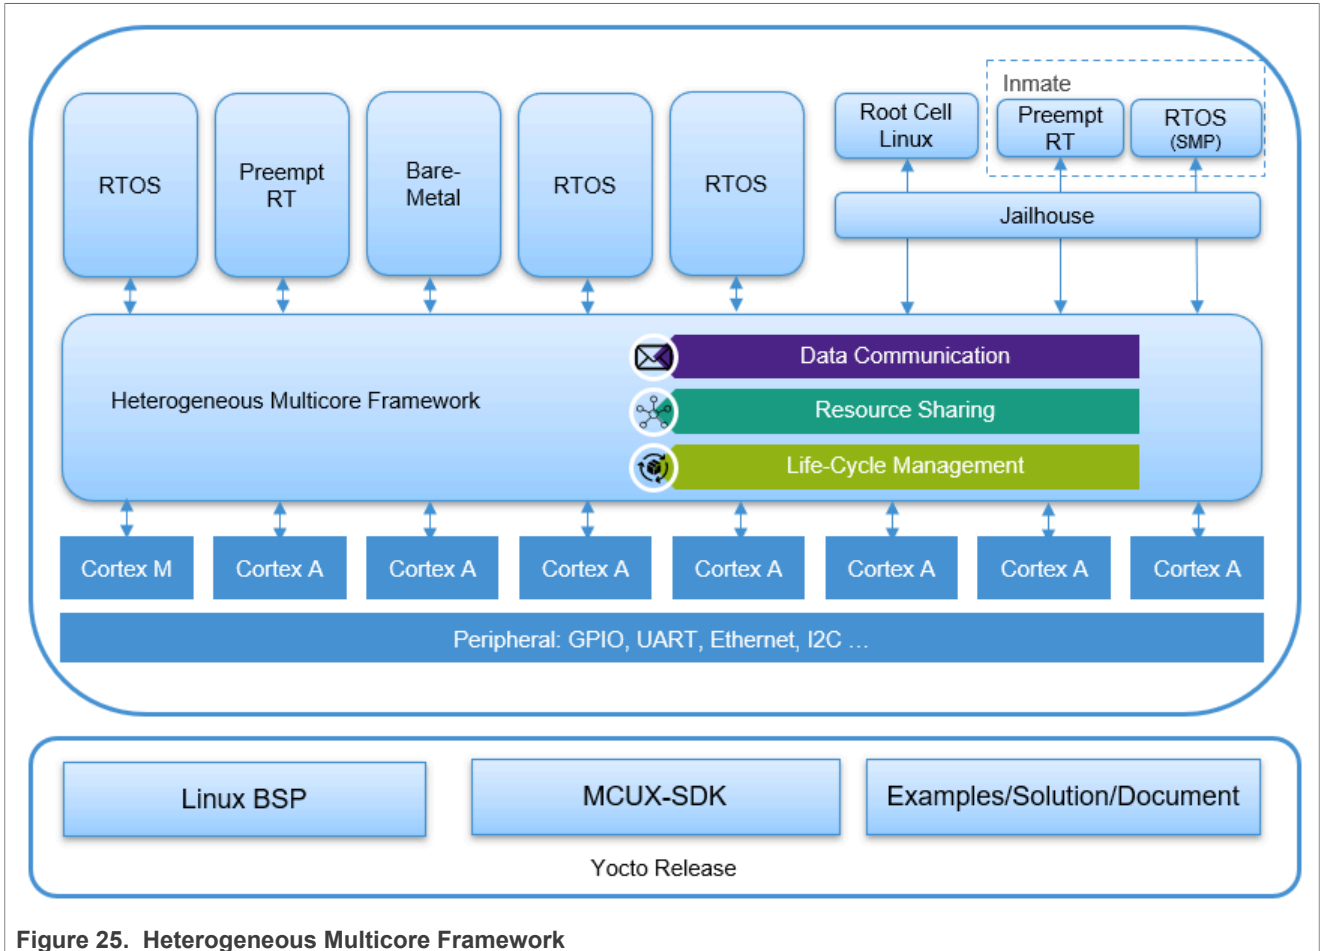 Inmate
RTOS
Preempt
RT
Bare-
Metal
RTOS
RTOS
Root Cell
Linux
Preempt
RT
RTOS
(SMP)
Jailhouse
Heterogeneous Multicore Framework
Data Communication
Resource Sharing
Life-Cycle Management
Cortex M
Cortex A
Cortex A
Cortex A
Cortex A
Cortex A
Cortex A
Cortex A
Peripheral: GPIO, UART, Ethernet, I2C ...
Linux BSP
MCUX-SDK
Examples/Solution/Document
Yocto Release
Figure 25. Heterogeneous Multicore Framework